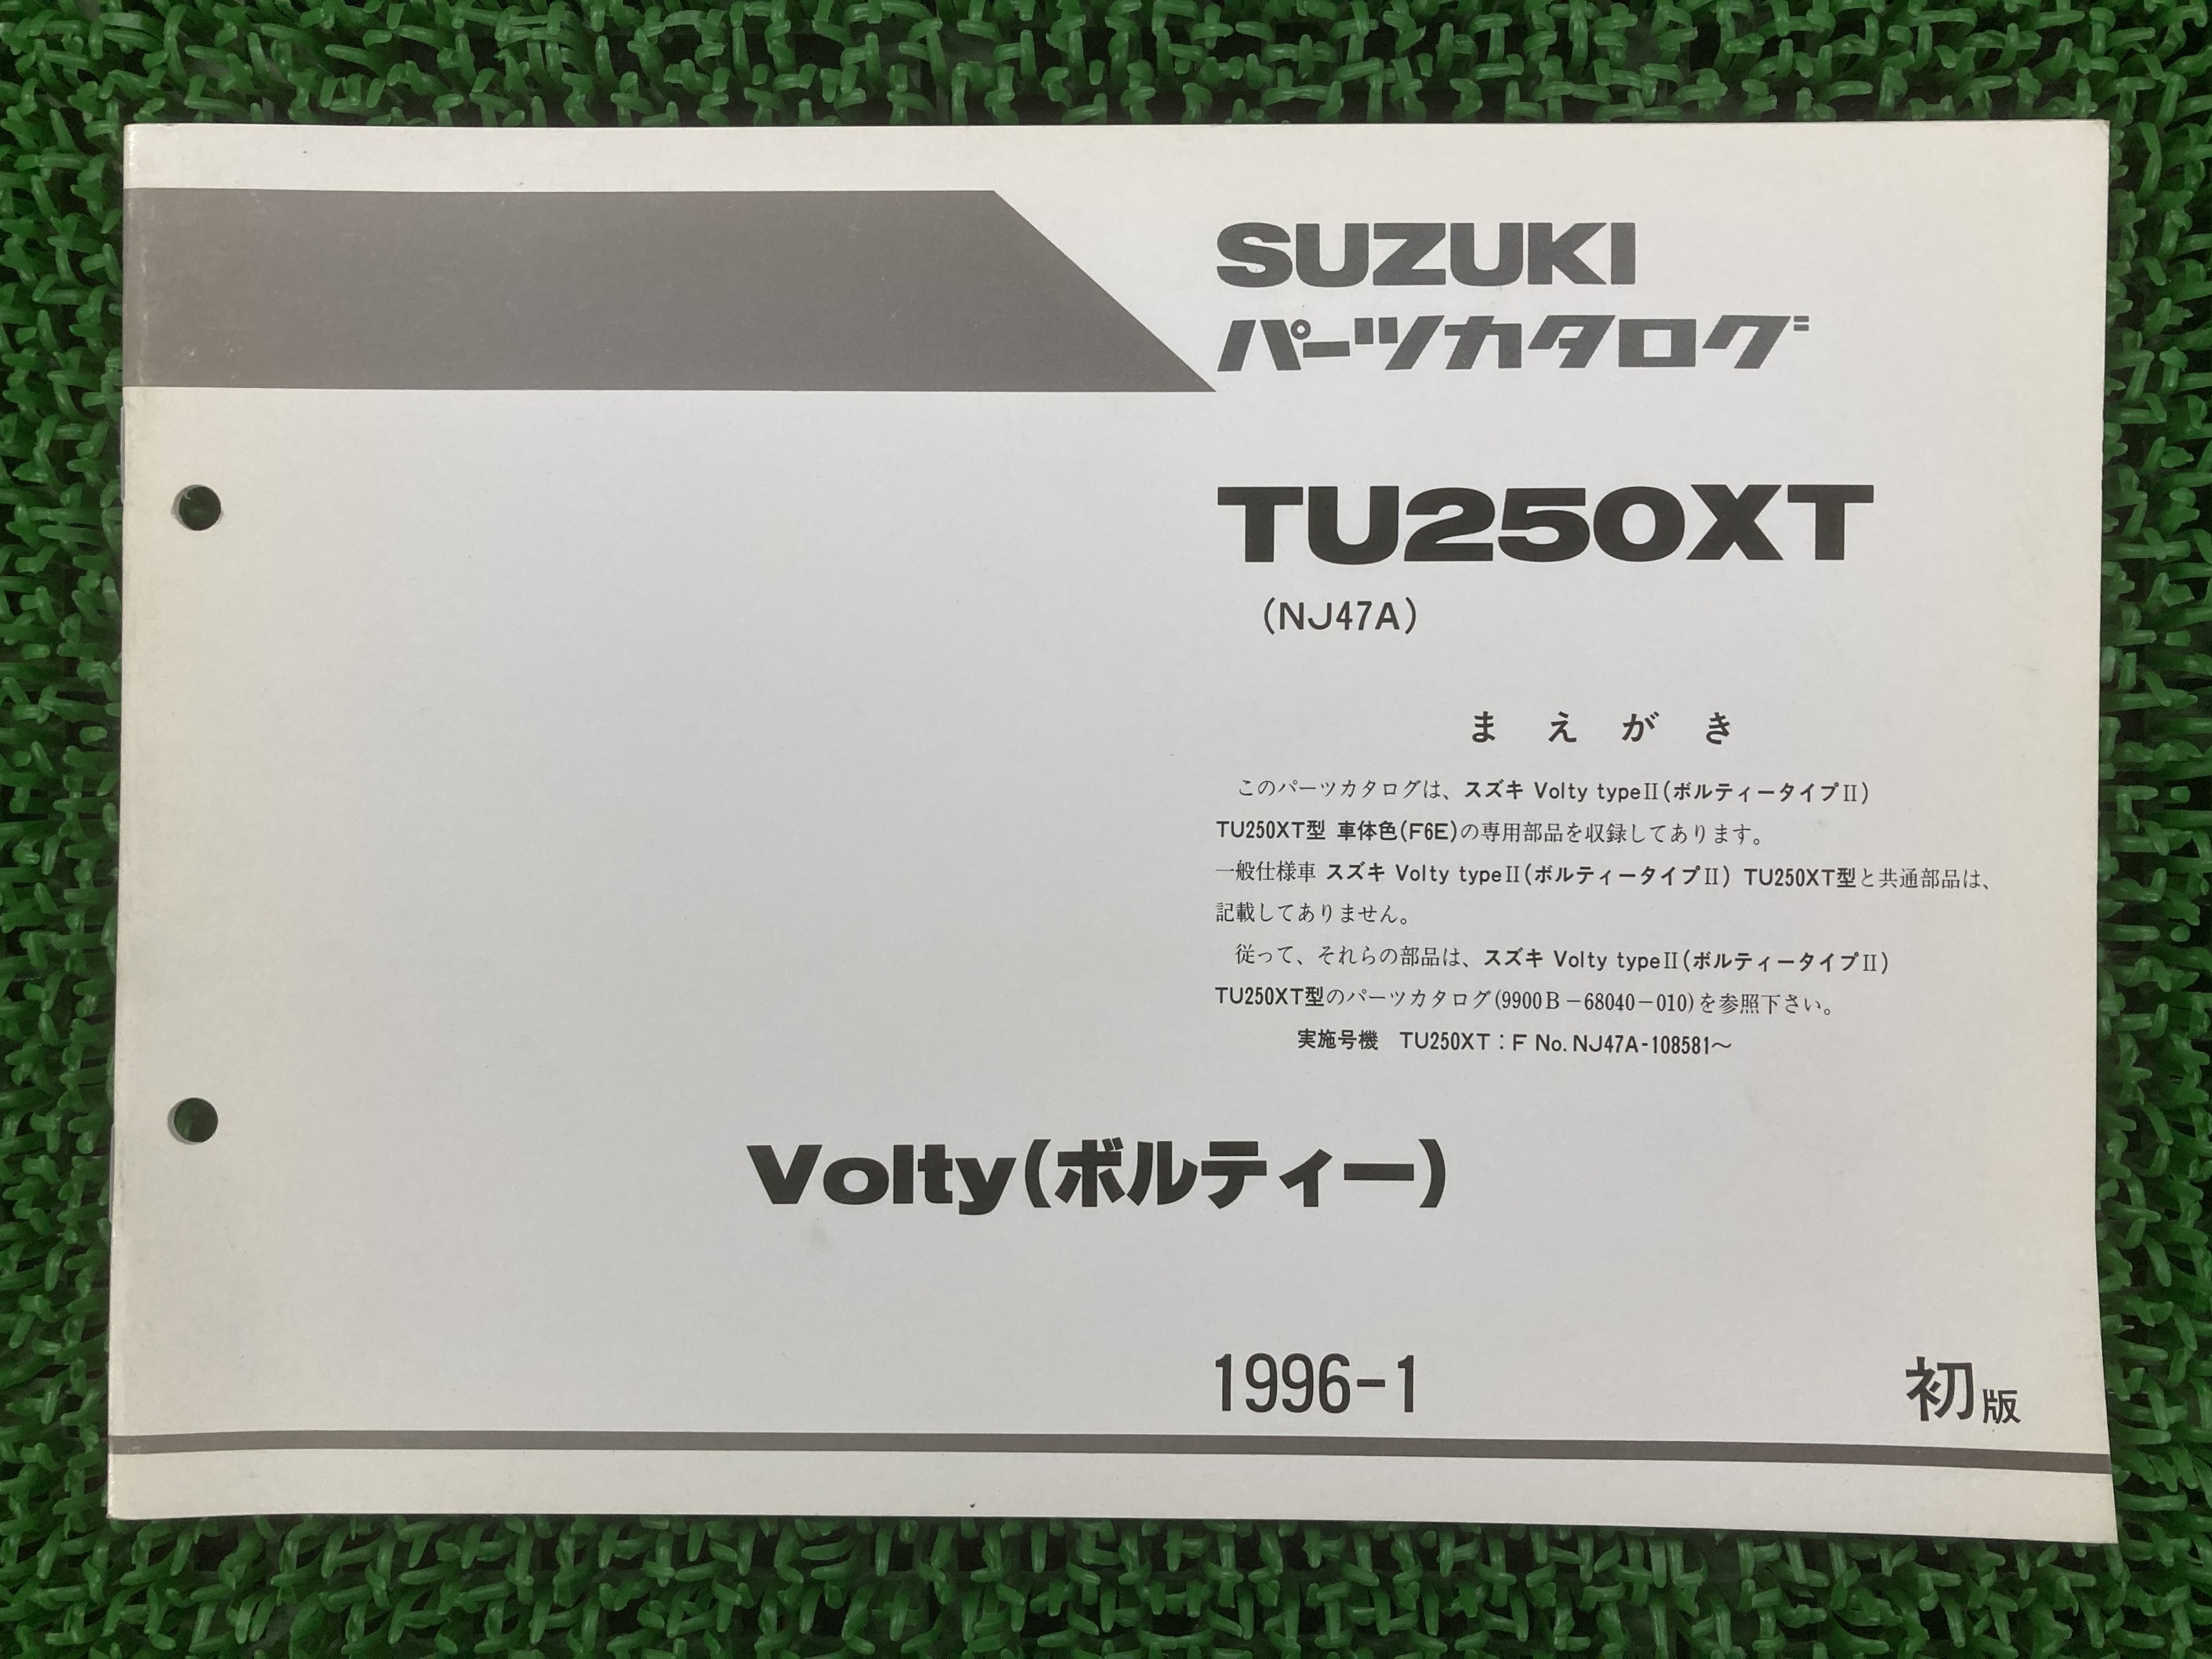 SUZUKI
パーツカタログ
TU250XT
(NJ47A)
まえがき
このパーツカタログは、スズキ Volty typeⅡ(ボルティータイプⅡ)
TU250XT型 車体色(F6E)の専用部品を収録してあります。
一般仕様車 スズキ Volty typeⅡ(ボルティータイプⅡ) TU250XT型と共通部品は、
記載してありません。
従って、それらの部品は、スズキ Volty typeⅡ(ボルティータイプⅡ)
TU250XT型のパーツカタログ(9900B-68040-010)を参照下さい。
実施号機 TU250XT:F No.NJ47A-108581〜
Volty(ボルティー)
1996-1
初版